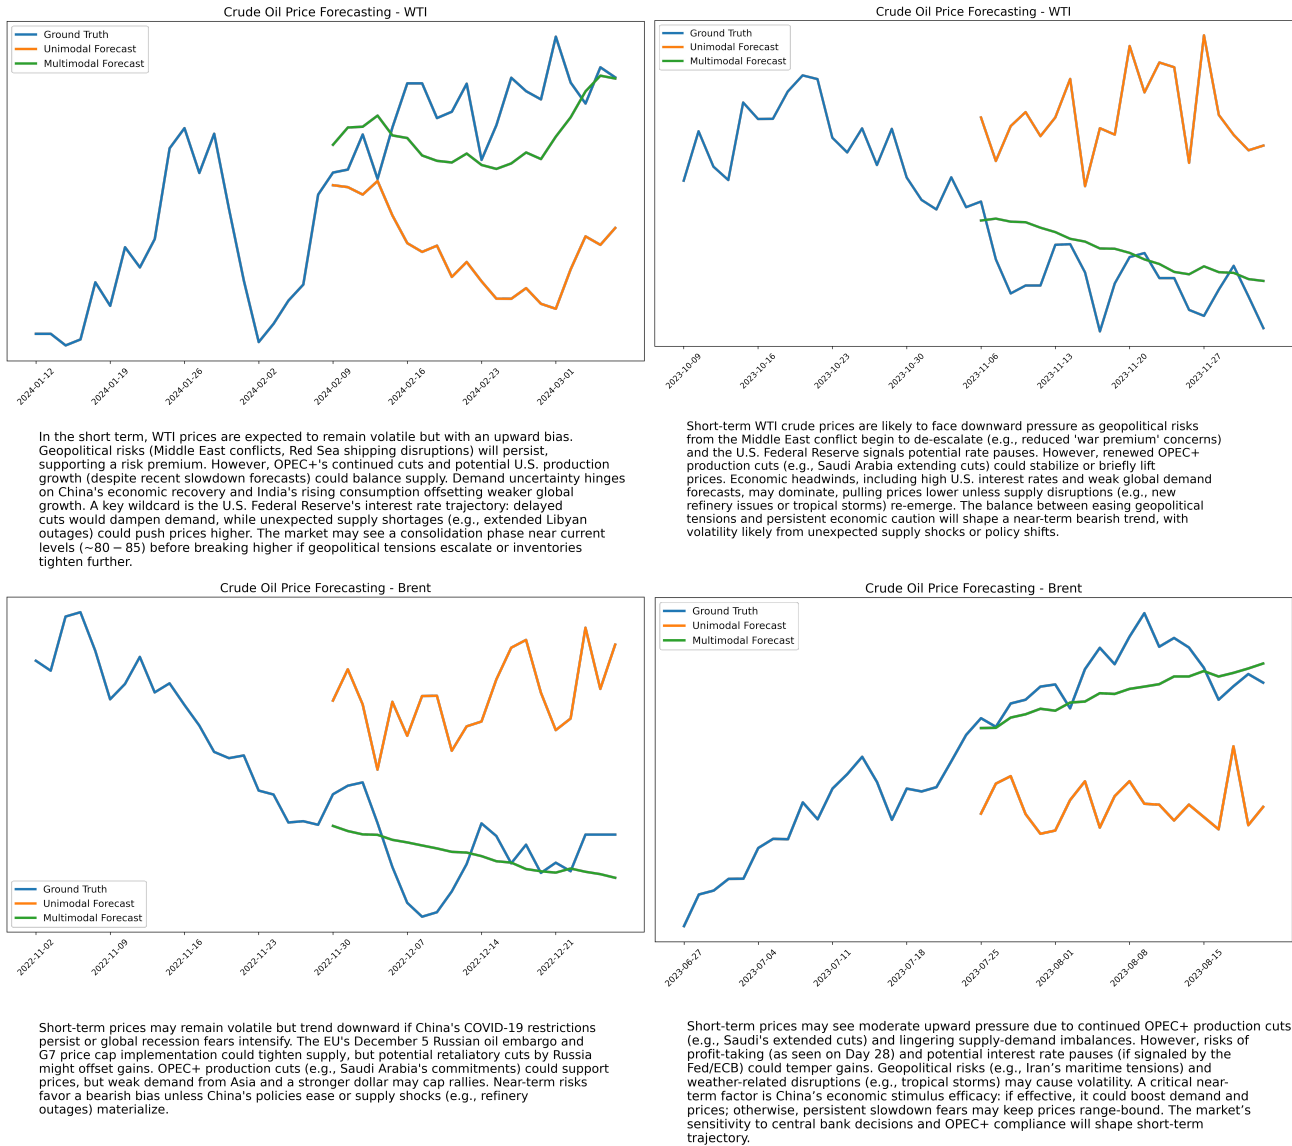 Crude Oil Price Forecasting - WTI
Ground Truth
Unimodal Forecast
Multimodal Forecast
2024-01-12
2024-01-19
2024-01-26
2024-02-02
2024-02-09
2024-02-16
2024-02-23
2024-03-01
In the short term, WTI prices are expected to remain volatile but with an upward bias.
Geopolitical risks (Middle East conflicts, Red Sea shipping disruptions) will persist,
supporting a risk premium. However, OPEC+'s continued cuts and potential U.S. production
growth (despite recent slowdown forecasts) could balance supply. Demand uncertainty hinges
on China's economic recovery and India's rising consumption offsetting weaker global
growth. A key wildcard is the U.S. Federal Reserve's interest rate trajectory: delayed
cuts would dampen demand, while unexpected supply shortages (e.g., extended Libyan
outages) could push prices higher. The market may see a consolidation phase near current
levels (~80 − 85) before breaking higher if geopolitical tensions escalate or inventories
tighten further.
Crude Oil Price Forecasting - WTI
Ground Truth
Unimodal Forecast
Multimodal Forecast
2023-10-09
2023-10-16
2023-10-23
2023-10-30
2023-11-06
2023-11-13
2023-11-20
2023-11-27
Short-term WTI crude prices are likely to face downward pressure as geopolitical risks
from the Middle East conflict begin to de-escalate (e.g., reduced 'war premium' concerns)
and the U.S. Federal Reserve signals potential rate pauses. However, renewed OPEC+
production cuts (e.g., Saudi Arabia extending cuts) could stabilize or briefly lift
prices. Economic headwinds, including high U.S. interest rates and weak global demand
forecasts, may dominate, pulling prices lower unless supply disruptions (e.g., new
refinery issues or tropical storms) re-emerge. The balance between easing geopolitical
tensions and persistent economic caution will shape a near-term bearish trend, with
volatility likely from unexpected supply shocks or policy shifts.
Crude Oil Price Forecasting - Brent
Ground Truth
Unimodal Forecast
Multimodal Forecast
2022-11-02
2022-11-09
2022-11-16
2022-11-23
2022-11-30
2022-12-07
2022-12-14
2022-12-21
Short-term prices may remain volatile but trend downward if China's COVID-19 restrictions
persist or global recession fears intensify. The EU's December 5 Russian oil embargo and
G7 price cap implementation could tighten supply, but potential retaliatory cuts by Russia
might offset gains. OPEC+ production cuts (e.g., Saudi Arabia's commitments) could support
prices, but weak demand from Asia and a stronger dollar may cap rallies. Near-term risks
favor a bearish bias unless China's policies ease or supply shocks (e.g., refinery
outages) materialize.
Crude Oil Price Forecasting - Brent
Ground Truth
Unimodal Forecast
Multimodal Forecast
2023-06-27
2023-07-04
2023-07-11
2023-07-18
2023-07-25
2023-08-01
2023-08-08
2023-08-15
Short-term prices may see moderate upward pressure due to continued OPEC+ production cuts
(e.g., Saudi's extended cuts) and lingering supply-demand imbalances. However, risks of
profit-taking (as seen on Day 28) and potential interest rate pauses (if signaled by the
Fed/ECB) could temper gains. Geopolitical risks (e.g., Iran’s maritime tensions) and
weather-related disruptions (e.g., tropical storms) may cause volatility. A critical near-
term factor is China’s economic stimulus efficacy: if effective, it could boost demand and
prices; otherwise, persistent slowdown fears may keep prices range-bound. The market’s
sensitivity to central bank decisions and OPEC+ compliance will shape short-term
trajectory.